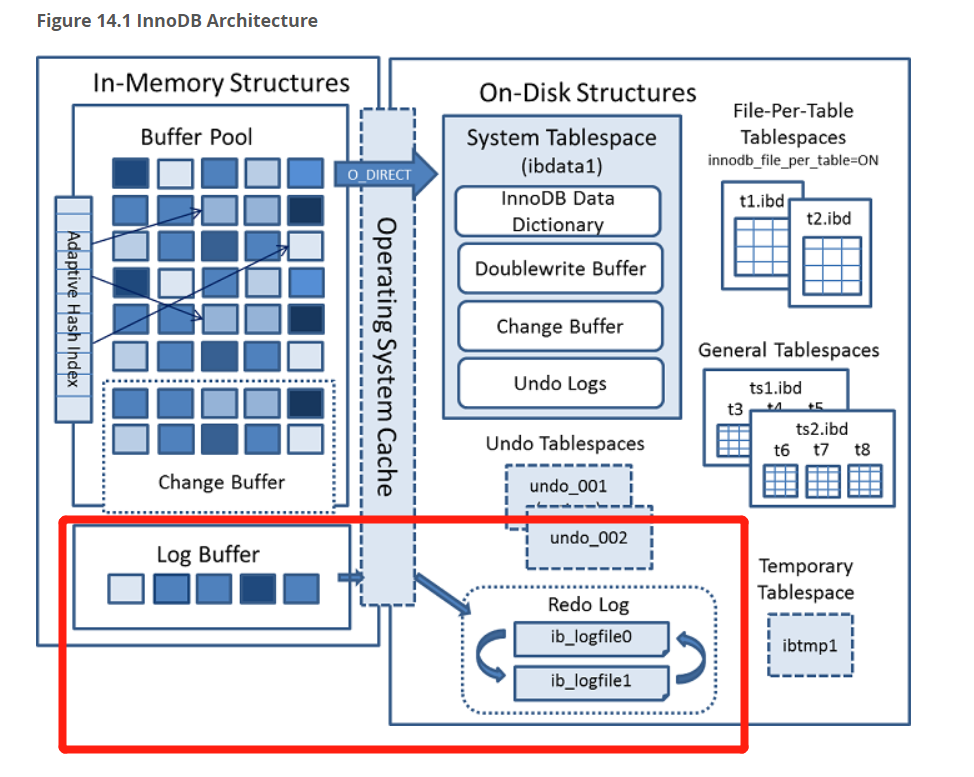 Figure 14.1 InnoDB Architecture
In-Memory Structures
Buffer Pool
Adaptive Hash Index
Change Buffer
Log Buffer
O_DIRECT
Operating System Cache
On-Disk Structures
System Tablespace
(ibdata1)
InnoDB Data
Dictionary
Doublewrite Buffer
Change Buffer
Undo Logs
Undo Tablespaces
undo_001
undo_002
Redo Log
ib_logfile0
ib_logfile1
File-Per-Table
Tablespaces
innodb_file_per_table=ON
t1.ibd
t2.ibd
General Tablespaces
ts1.ibd
t3 t4 t5
ts2.ibd
t6 t7 t8
Temporary
Tablespace
ibtmp1